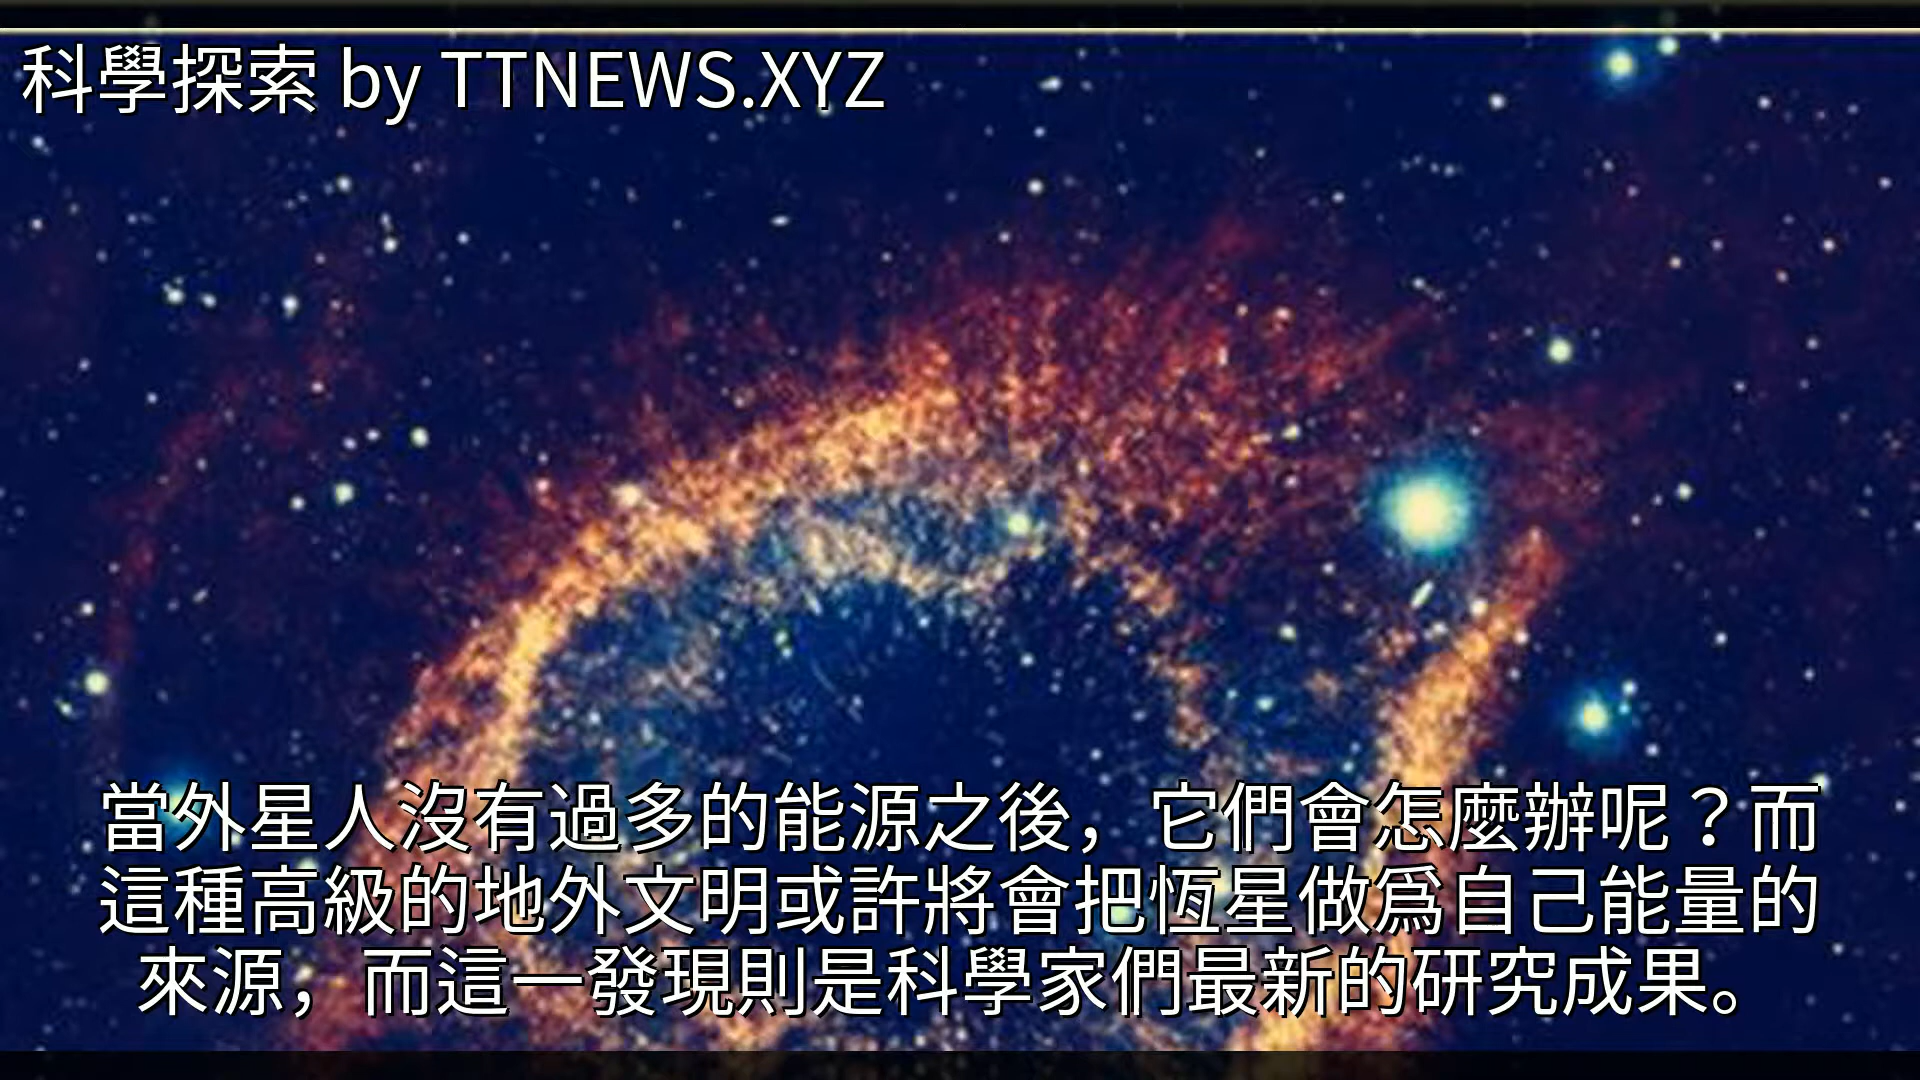 科學探索 by TTNEWS.XYZ
當外星人沒有過多的能源之後，它們會怎麼辦呢？而
這種高級的地外文明或許將會把恆星做爲自己能量的
來源，而這一發現則是科學家們最新的研究成果。